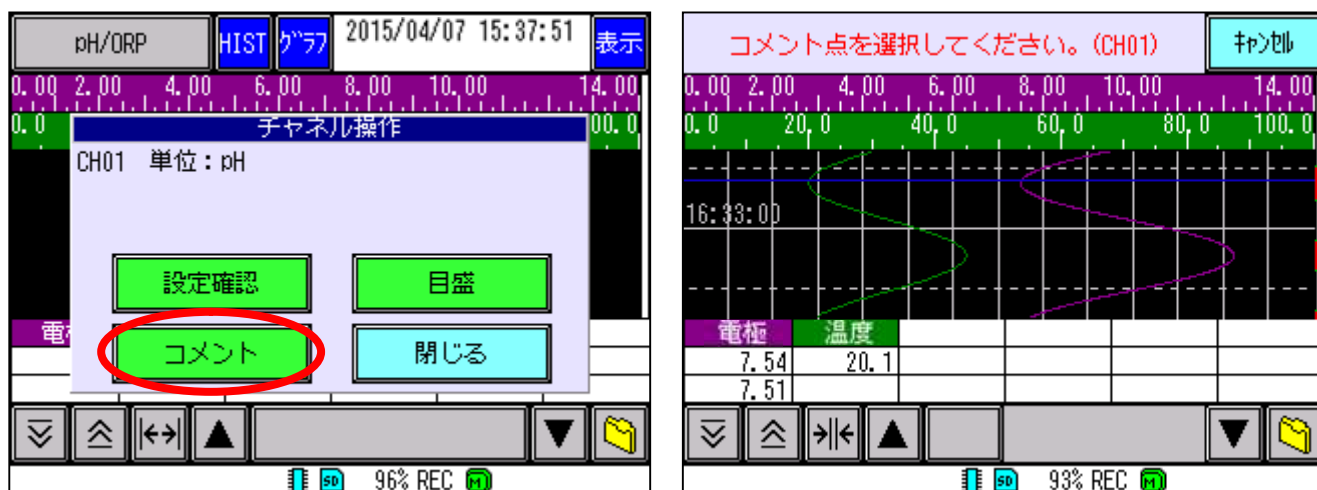 pH/ORP HIST グラフ 2015/04/07 15:37:51 表示
0.00 2.00 4.00 6.00 8.00 10.00 14.00
0.0 チャネル操作 00.0
CH01 単位：pH
設定確認 目盛
コメント 閉じる
電
96% REC M
コメント点を選択してください。(CH01) キャンセル
0.00 2.00 4.00 6.00 8.00 10.00 14.00
0.0 20.0 40.0 60.0 80.0 100.0
16:33:00
電極 温度
7.54 20.1
7.51
93% REC M